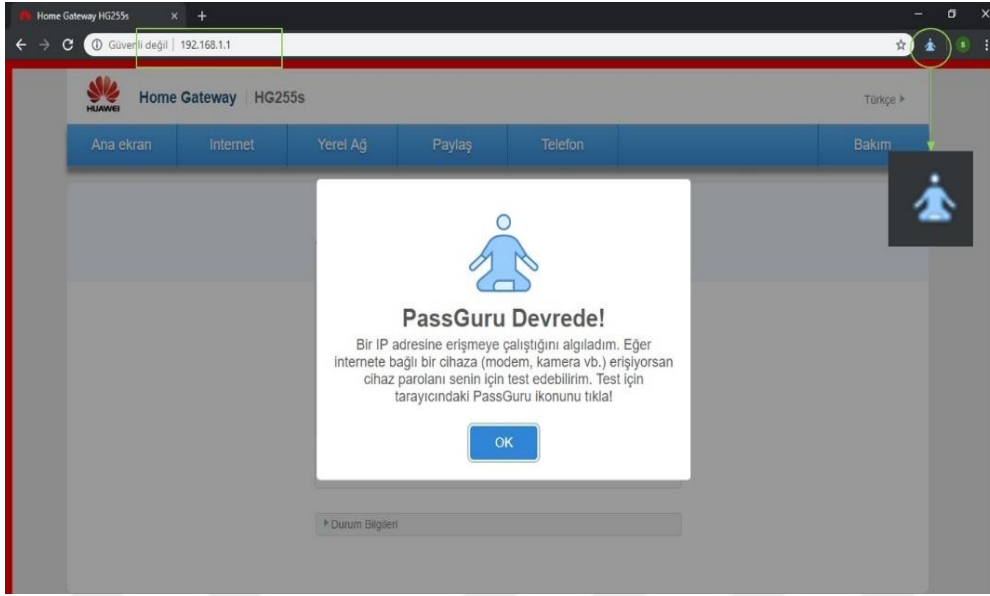 Home Gateway HG255s
Güvenli değil | 192.168.1.1
s
HUAWEI
Home Gateway | HG255s
Türkçe
Ana ekran
Internet
Yerel Ağ
Paylaş
Telefon
Bakım
PassGuru Devrede!
Bir IP adresine erişmeye çalıştığını algıladım. Eğer
internete bağlı bir cihaza (modem, kamera vb.) erişiyorsan
cihaz parolanı senin için test edebilirim. Test için
tarayıcındaki PassGuru ikonunu tıkla!
OK
Durum Bilgileri